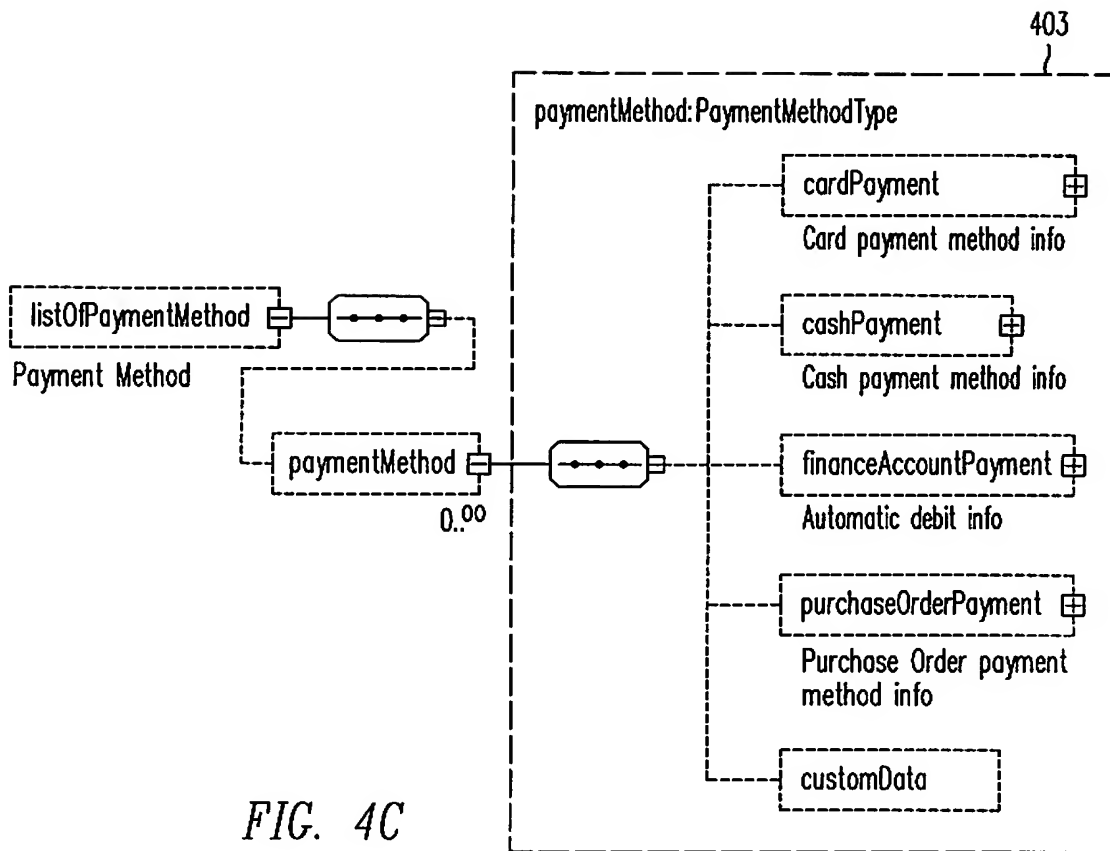 403
paymentMethod:PaymentMethodType
cardPayment
Card payment method info
listOfPaymentMethod
Payment Method
cashPayment
Cash payment method info
paymentMethod
0..∞
financeAccountPayment
Automatic debit info
purchaseOrderPayment
Purchase Order payment
method info
customData
FIG. 4C